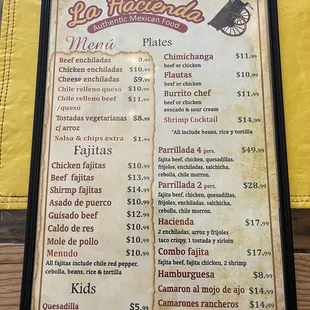 La Hacienda
Authentic Mexican Food
Menú
Beef enchiladas
Chicken enchiladas $10.99
Cheese enchiladas $9.99
Chile relleno queso $10.99
Chile relleno beef $11.99
/queso
Tostadas vegetarianas $8.99
c/ arroz
Salsa & chips extra $1.99
Fajitas
Chicken fajitas $10.99
Beef fajitas $13.99
Shirmp fajitas $14.99
Asado de puerco $10.99
Guisado beef $12.99
Caldo de res $10.99
Mole de pollo $10.99
Menudo $10.99
All fajitas include chile red pepper,
cebolla, beans, rice & tortilla
Kids
Quesadilla $5.99
Plates
Chimichanga $11.99
beef or chicken
Flautas $10.99
beef or chicken
Burrito chef $11.99
beef or chicken
avocado & sour cream
Shrimp Cocktail $14.99
*All include beans, rice y tortilla
Parrillada 4 pers. $49.99
fajita beef, chicken, quesadillas,
frijoles, enchiladas, salchicha,
cebolla, chile morron.
Parrillada 2 pers. $28.99
fajita beef, chicken, quesadillas,
frijoles, enchiladas, salchicha,
cebolla, chile morron.
Hacienda $17.99
2 enchiladas, arroz y frijoles
taco crispy, 1 tostada y sirloin
Combo fajita $17.99
beef fajita, fajita chicken, 2 shrimp
Hamburguesa $8.99
Camaron al mojo de ajo $14.99
Camarones rancheros $14.99